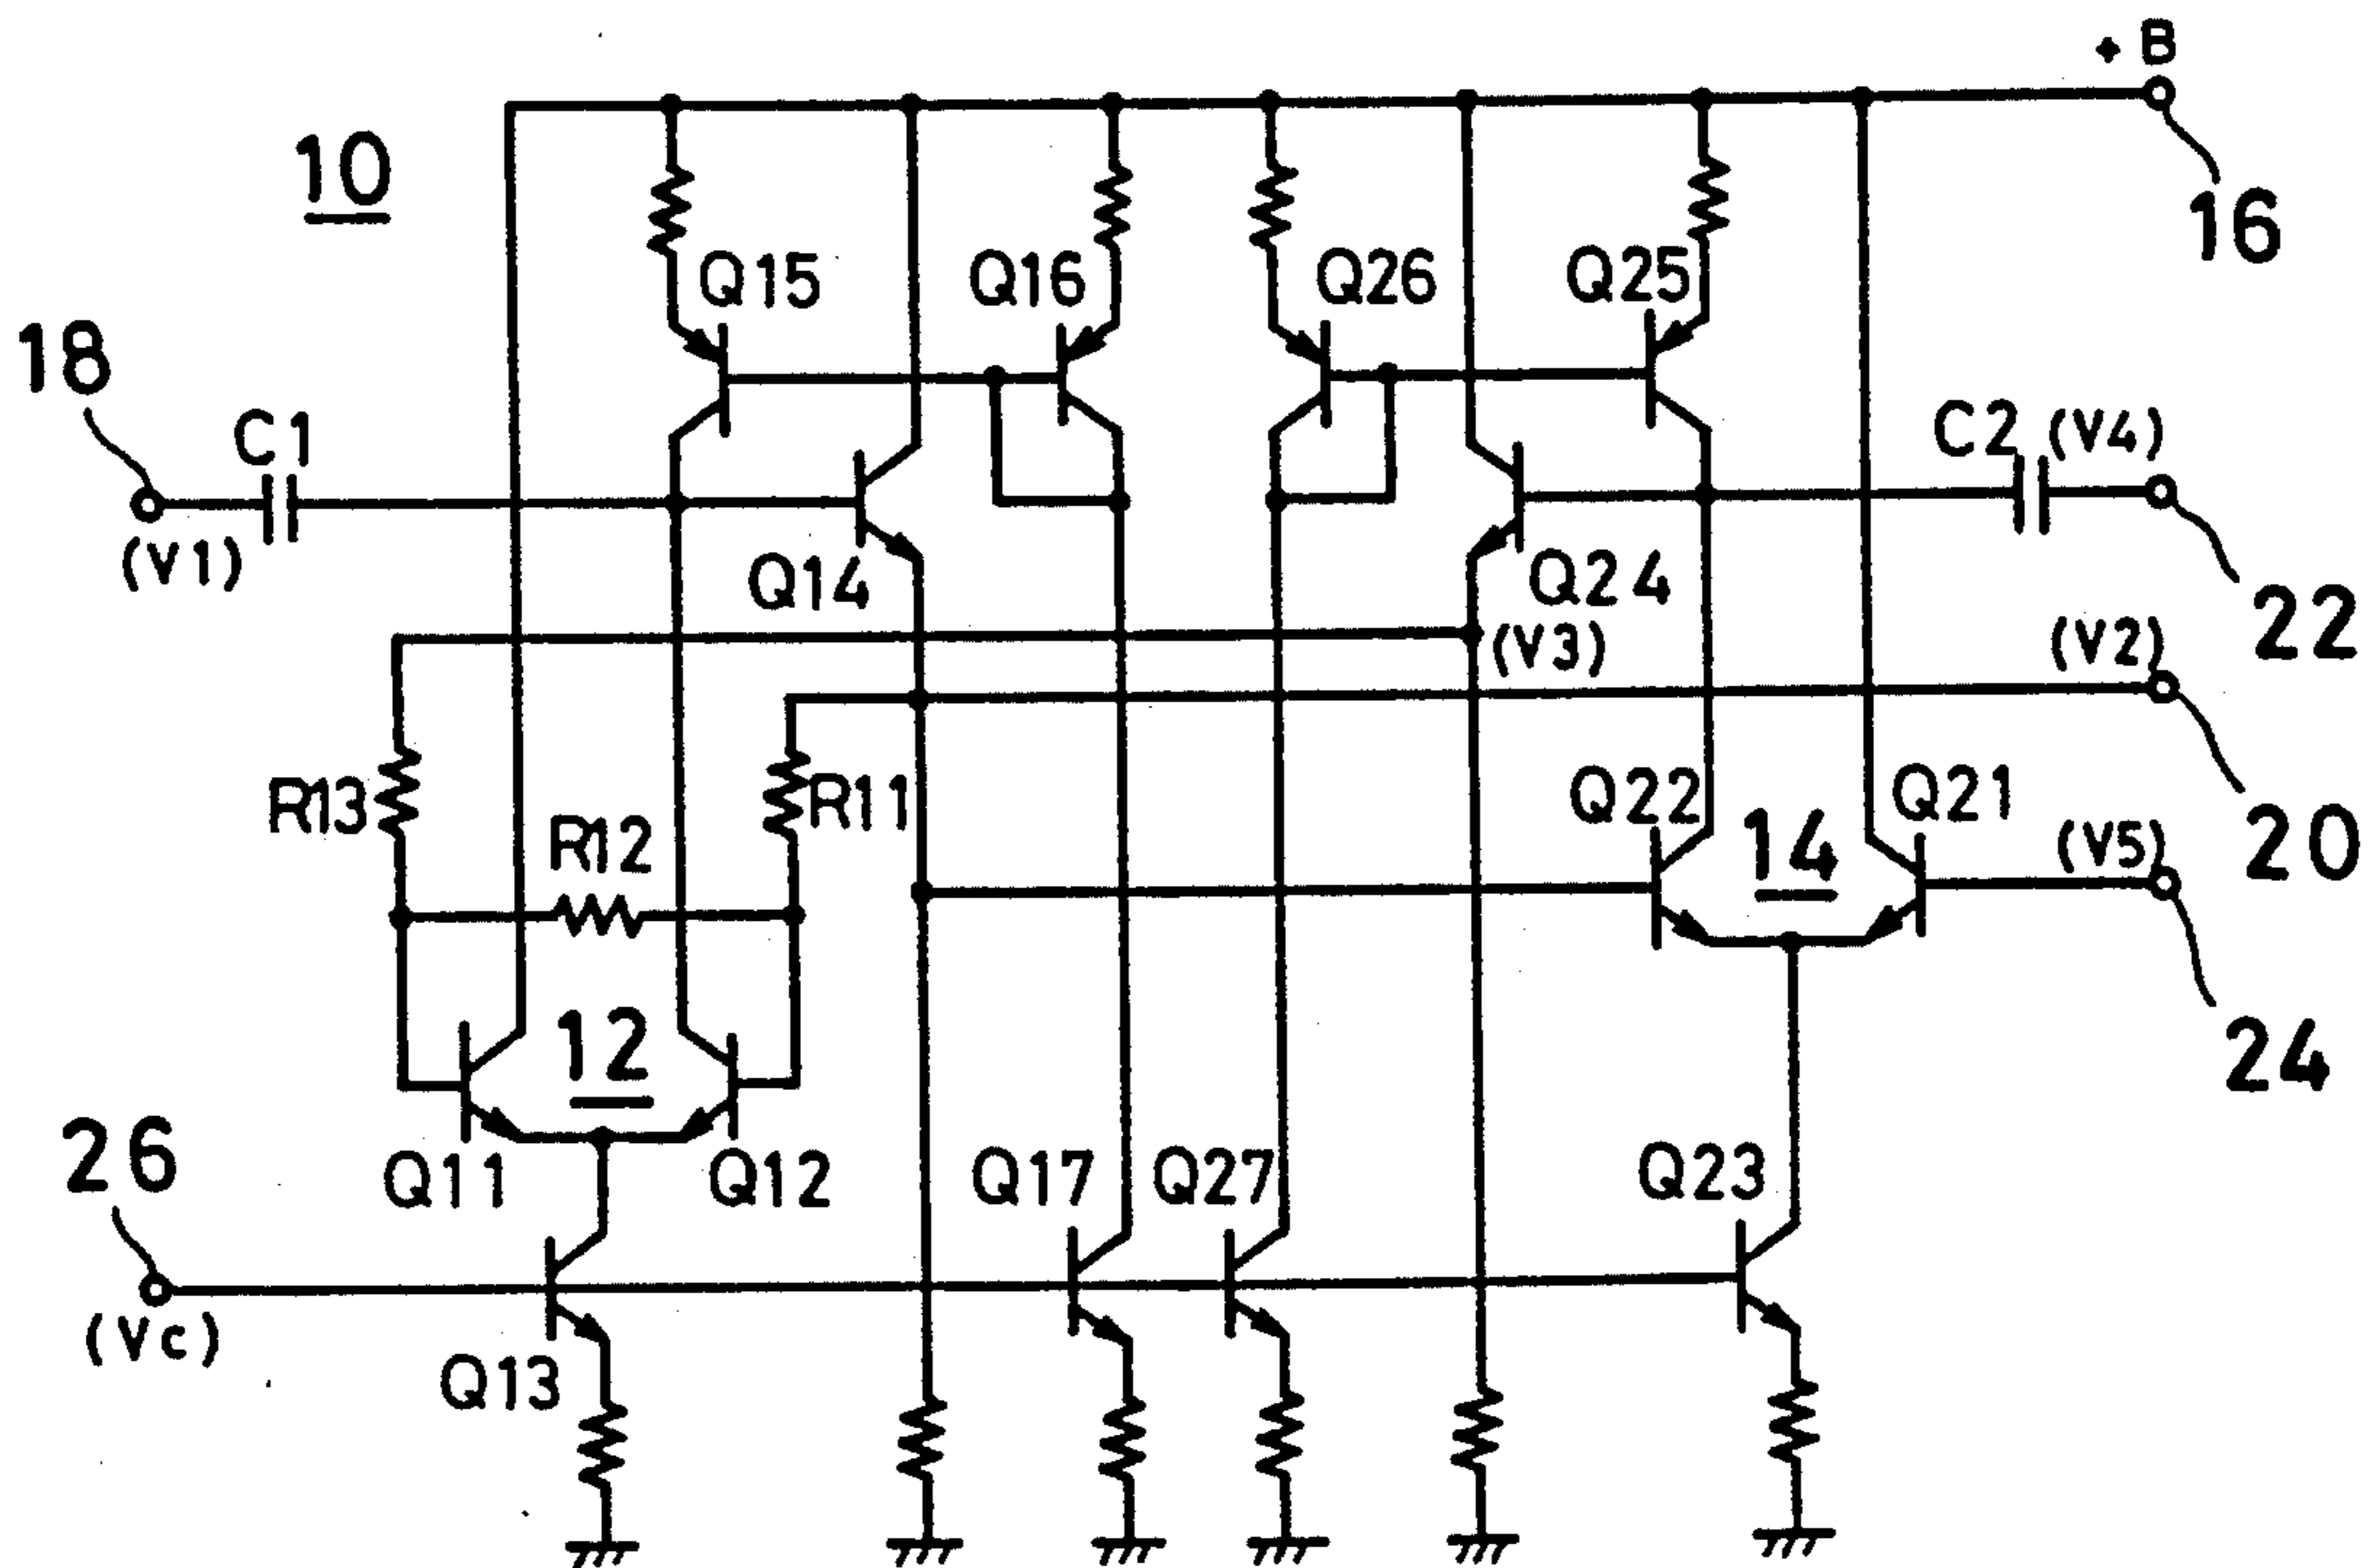 + B
10
16
Q15
Q16
Q26
Q25
18
C1
C2
(V4)
(V1)
Q14
Q24
22
(V3)
(V2)
R13
R11
Q22
Q21
R12
14
(V5)
20
12
24
26
Q11
Q12
Q17
Q27
Q23
(Vc)
Q13